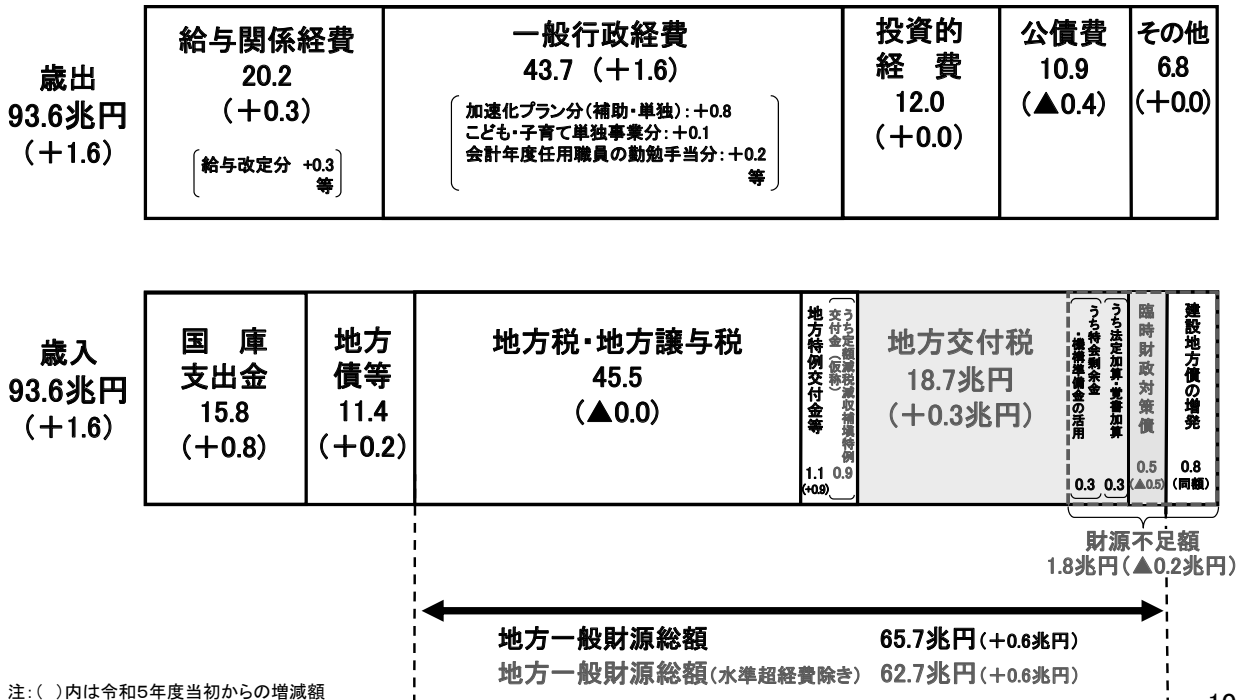 歳出
93.6兆円
（＋1.6）
給与関係経費
20.2
（＋0.3）
給与改定分 +0.3
等
一般行政経費
43.7 （＋1.6）
加速化プラン分（補助・単独）：＋0.8
こども・子育て単独事業分：＋0.1
会計年度任用職員の勤勉手当分：＋0.2
等
投資的
経　費
12.0
（＋0.0）
公債費
10.9
（▲0.4）
その他
6.8
（＋0.0）
歳入
93.6兆円
（＋1.6）
国　庫
支出金
15.8
（＋0.8）
地方
債等
11.4
（＋0.2）
地方税・地方譲与税
45.5
（▲0.0）
地方特例交付金等
1.1
（+0.9）
うち定額減税減収補填特例
交付金（仮称）
0.9
地方交付税
18.7兆円
（＋0.3兆円）
うち法定加算・覚書加算
0.3
うち特会剰余金
・機構準備金の活用
0.3
臨時財政対策債
0.5
（▲0.5）
建設地方債の増発
0.8
（同額）
財源不足額
1.8兆円（▲0.2兆円）
地方一般財源総額　65.7兆円（＋0.6兆円）
地方一般財源総額（水準超経費除き）　62.7兆円（＋0.6兆円）
注：（　）内は令和5年度当初からの増減額